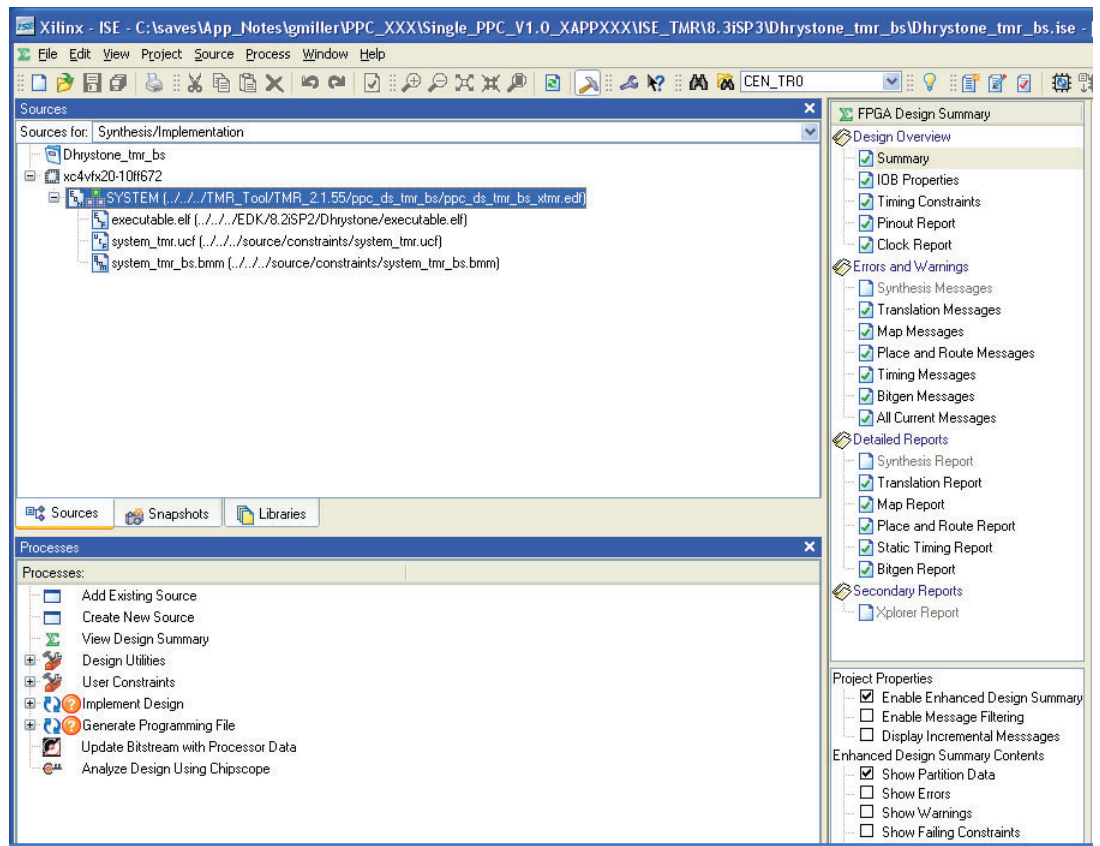 Xilinx - ISE - C:\saves\App_Notes\gmiller\PPC_XXX\Single_PPC_V1.0_XAPPXXX\ISE_TMR\8.3iSP3\Dhrystone_tmr_bs\Dhrystone_tmr_bs.ise -
File Edit View Project Source Process Window Help
CEN_TR0
Sources
Sources for: Synthesis/Implementation
Dhrystone_tmr_bs
xc4vfx20-10ff672
SYSTEM (../../../TMR_Tool/TMR_2.1.55/ppc_ds_tmr_bs/ppc_ds_tmr_bs_xtmr.edf)
executable.elf (../../../EDK/8.2iSP2/Dhrystone/executable.elf)
system_tmr.ucf (../../../source/constraints/system_tmr.ucf)
system_tmr_bs.bmm (../../../source/constraints/system_tmr_bs.bmm)
Sources Snapshots Libraries
Processes
Processes:
Add Existing Source
Create New Source
View Design Summary
Design Utilities
User Constraints
Implement Design
Generate Programming File
Update Bitstream with Processor Data
Analyze Design Using Chipscope
FPGA Design Summary
Design Overview
Summary
IOB Properties
Timing Constraints
Pinout Report
Clock Report
Errors and Warnings
Synthesis Messages
Translation Messages
Map Messages
Place and Route Messages
Timing Messages
Bitgen Messages
All Current Messages
Detailed Reports
Synthesis Report
Translation Report
Map Report
Place and Route Report
Static Timing Report
Bitgen Report
Secondary Reports
Xplorer Report
Project Properties
Enable Enhanced Design Summary
Enable Message Filtering
Display Incremental Messsages
Enhanced Design Summary Contents
Show Partition Data
Show Errors
Show Warnings
Show Failing Constraints